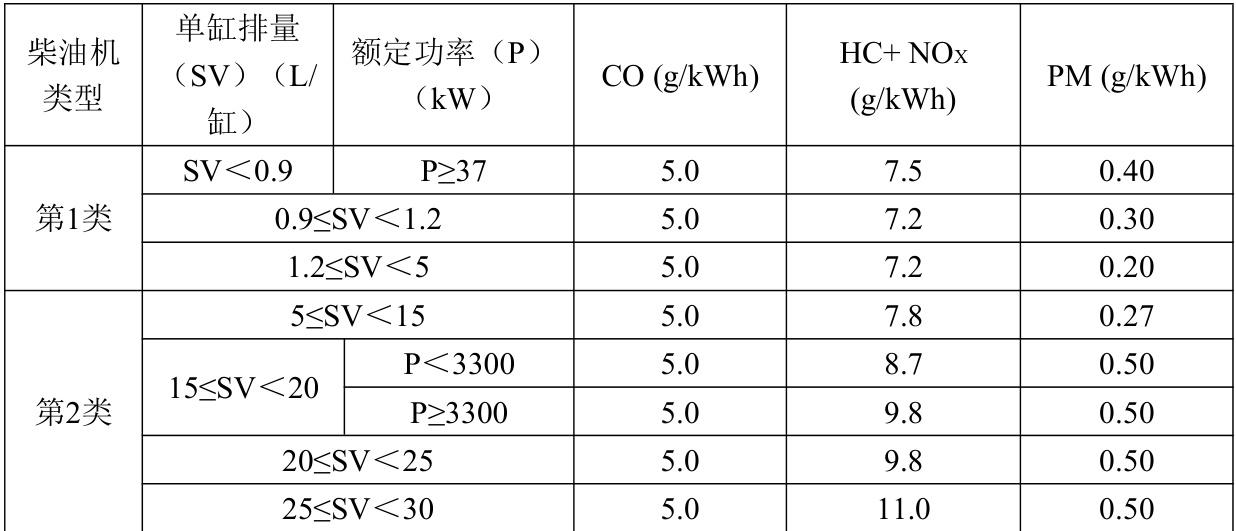 柴油机
类型
单缸排量
（SV）（L/
缸）
额定功率（P）
（kW）
CO (g/kWh)
HC+ NOx
(g/kWh)
PM (g/kWh)
第1类
SV＜0.9
P≥37
5.0
7.5
0.40
0.9≤SV＜1.2
5.0
7.2
0.30
1.2≤SV＜5
5.0
7.2
0.20
第2类
5≤SV＜15
5.0
7.8
0.27
15≤SV＜20
P＜3300
5.0
8.7
0.50
P≥3300
5.0
9.8
0.50
20≤SV＜25
5.0
9.8
0.50
25≤SV＜30
5.0
11.0
0.50